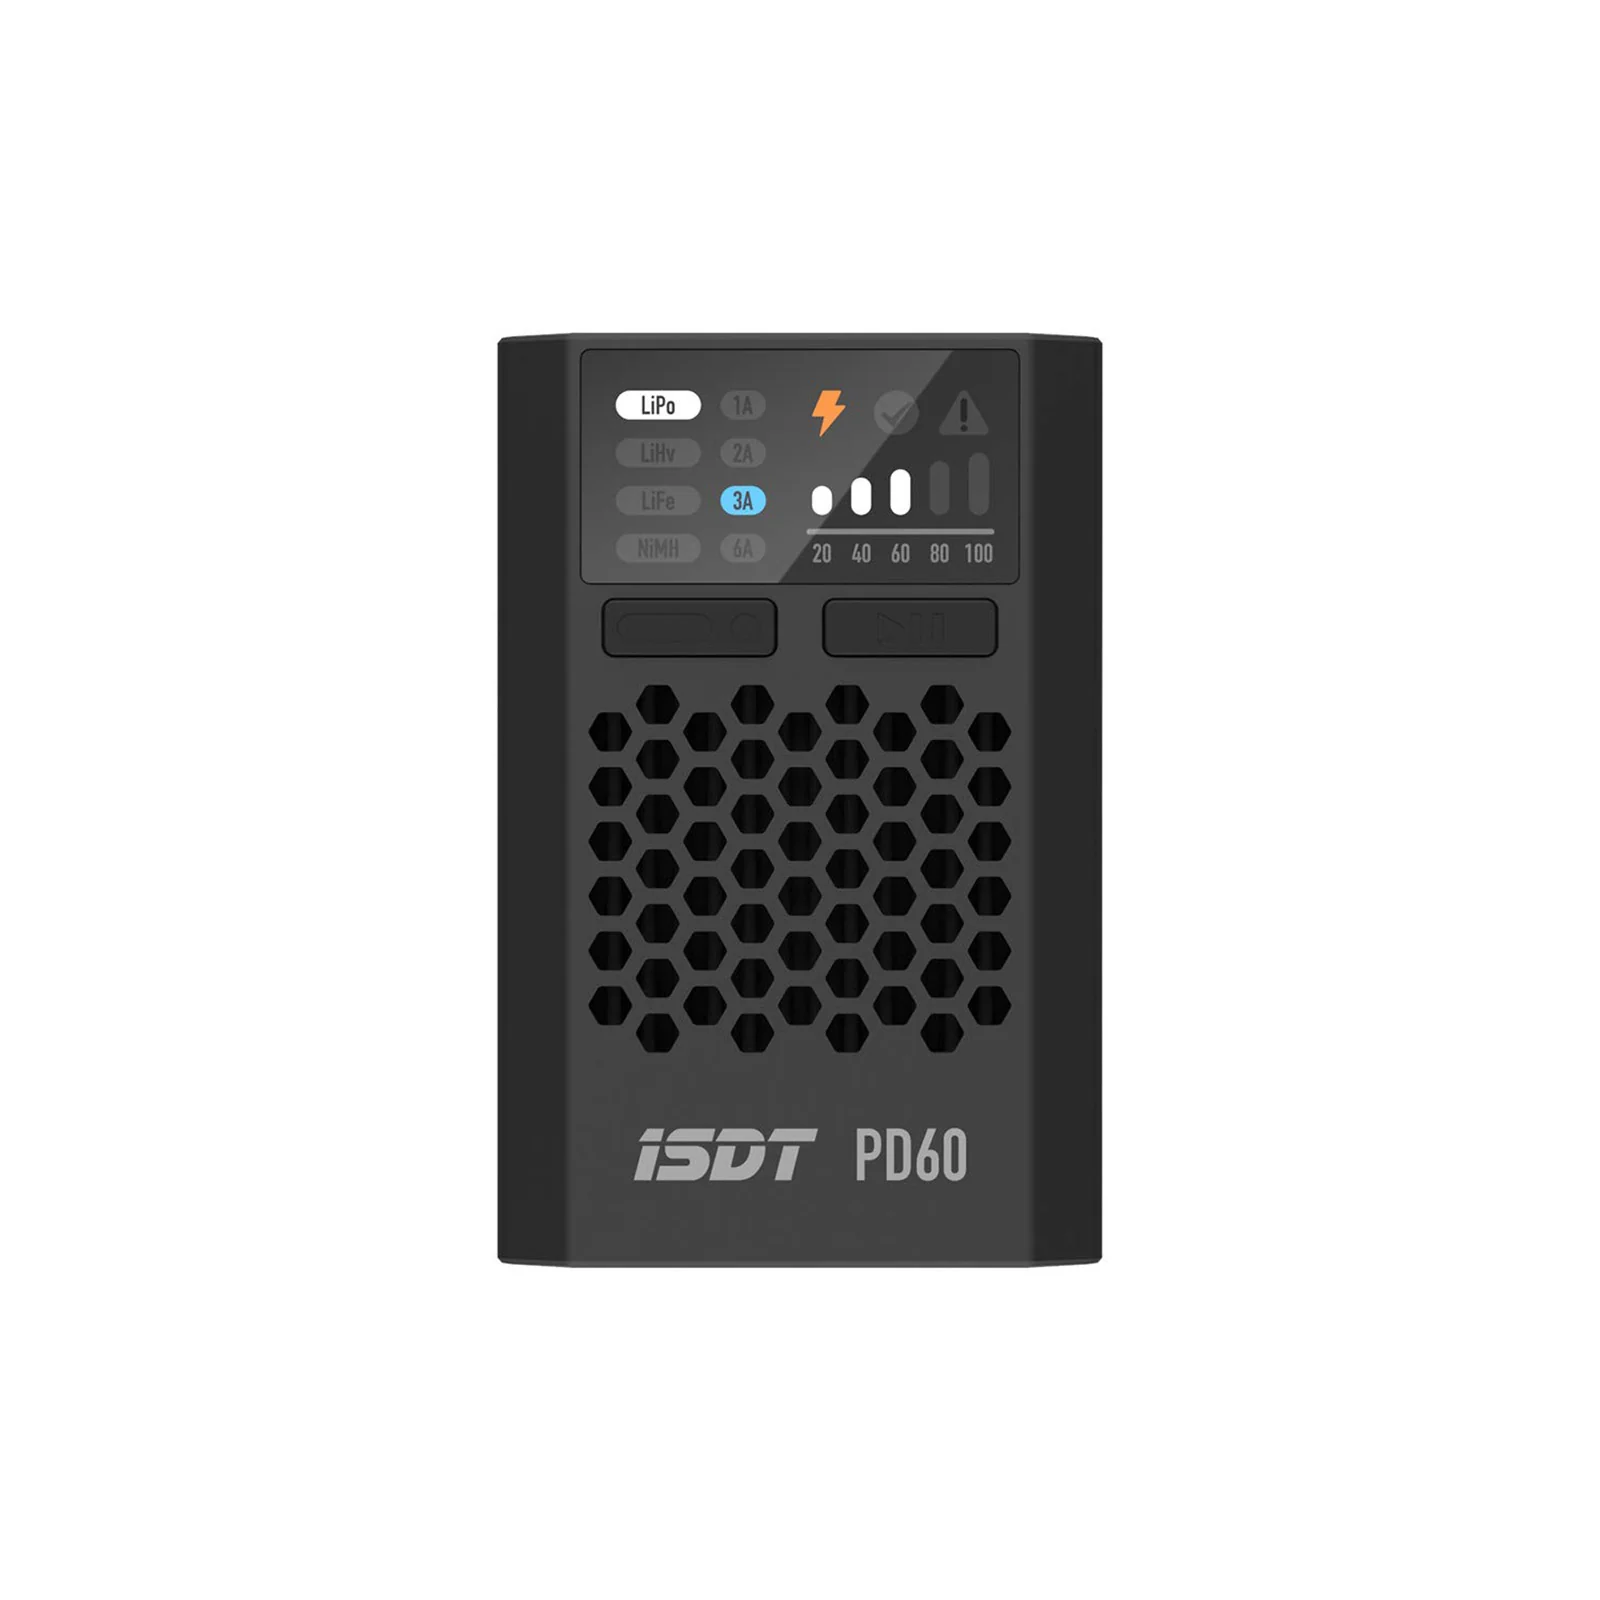 LiPo 1A
LiHv 2A
LiFe 3A
NiMH 6A
20 40 60 80 100
iSDT PD60